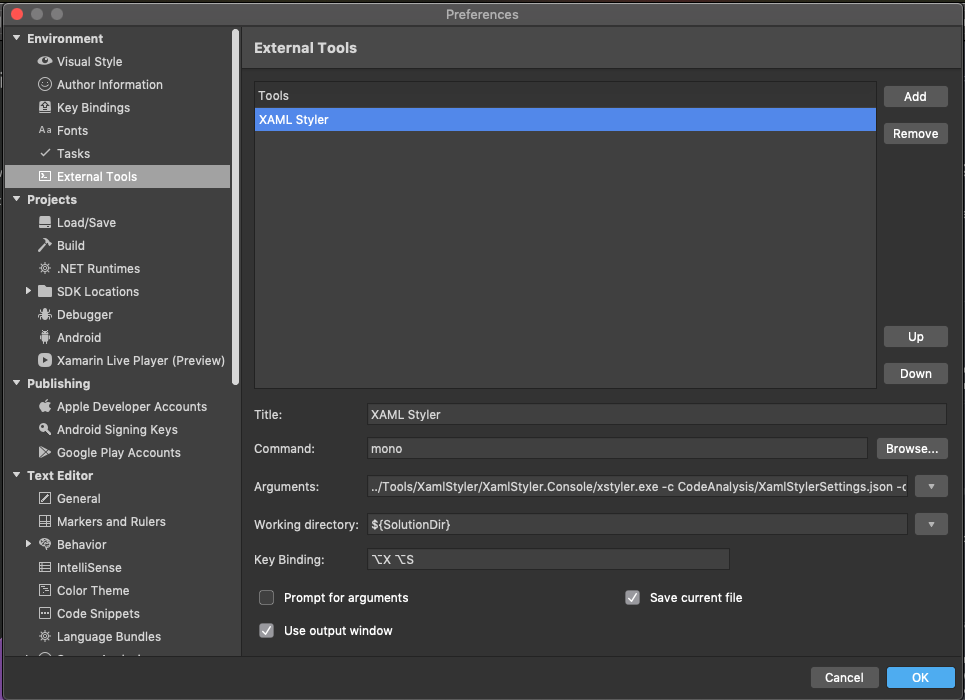 Preferences
Environment
Visual Style
Author Information
Key Bindings
Aa Fonts
Tasks
External Tools
Projects
Load/Save
Build
.NET Runtimes
SDK Locations
Debugger
Android
Xamarin Live Player (Preview)
Publishing
Apple Developer Accounts
Android Signing Keys
Google Play Accounts
Text Editor
General
Markers and Rulers
Behavior
IntelliSense
Color Theme
Code Snippets
Language Bundles
External Tools
Tools
XAML Styler
Add
Remove
Up
Down
Title: XAML Styler
Command: mono Browse...
Arguments: ../Tools/XamlStyler/XamlStyler.Console/xstyler.exe -c CodeAnalysis/XamlStylerSettings.json
Working directory: ${SolutionDir}
Key Binding: ⌥X ⌥S
Prompt for arguments Save current file
Use output window
Cancel OK